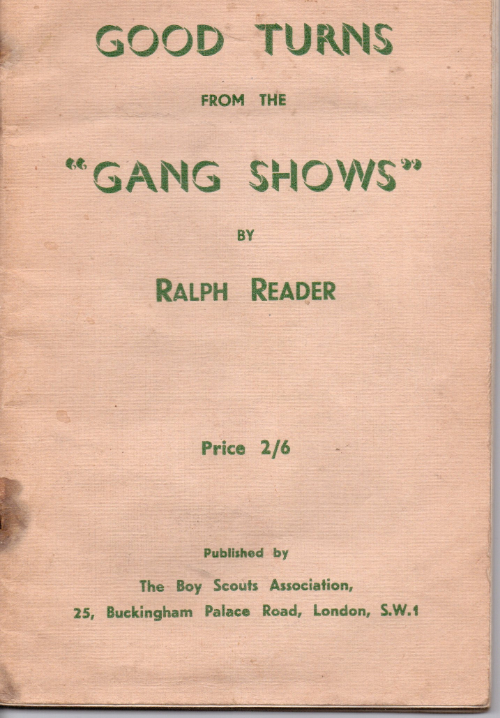 GOOD TURNS
FROM THE
"GANG SHOWS"
BY
RALPH READER
Price 2/6
Published by
The Boy Scouts Association,
25, Buckingham Palace Road, London, S.W.1